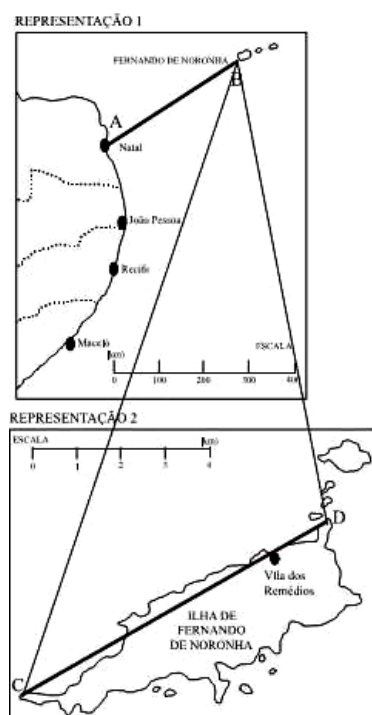 REPRESENTAÇÃO 1
FERNANDO DE NORONHA
B
A
Natal
João Pessoa
Recife
Maceió
(km)
ESCALA
0 100 200 300 400
REPRESENTAÇÃO 2
ESCALA
(km)
0 1 2 3 4
D
Vila dos
Remédios
ILHA DE
FERNANDO
DE NORONHA
C